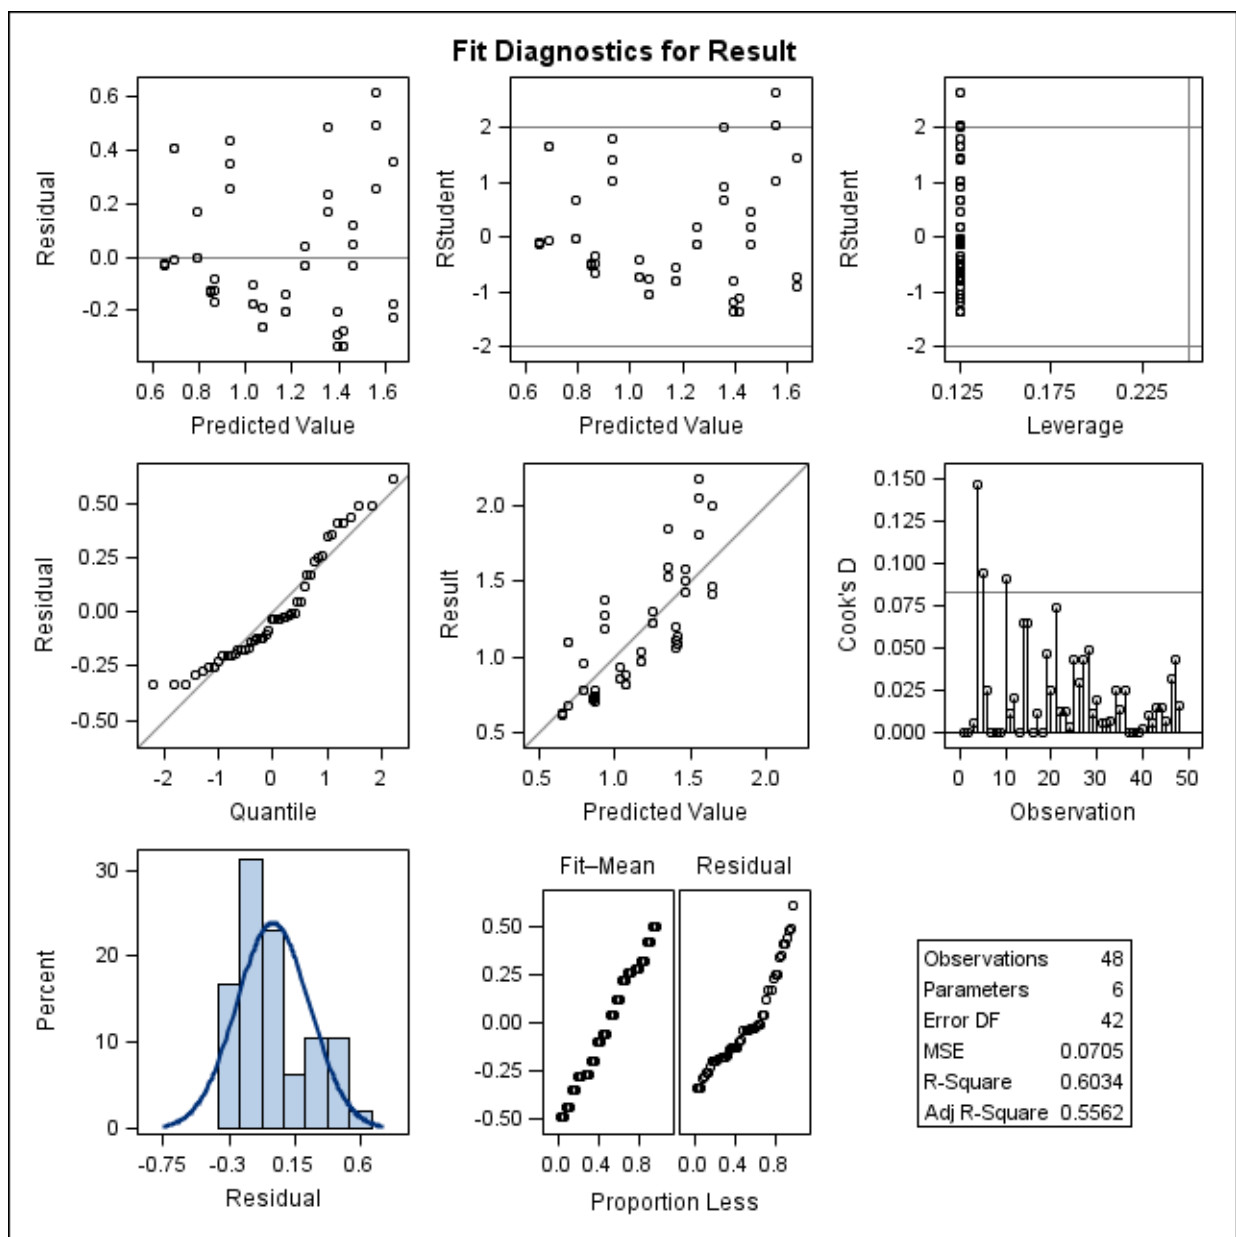 Fit Diagnostics for Result
0.6
0.4
0.2
0.0
-0.2
Residual
0.6 0.8 1.0 1.2 1.4 1.6
Predicted Value
2
1
0
-1
-2
RStudent
0.6 0.8 1.0 1.2 1.4 1.6
Predicted Value
2
1
0
-1
-2
RStudent
0.125 0.175 0.225
Leverage
0.50
0.25
0.00
-0.25
-0.50
Residual
-2 -1 0 1 2
Quantile
2.0
1.5
1.0
0.5
Result
0.5 1.0 1.5 2.0
Predicted Value
0.150
0.125
0.100
0.075
0.050
0.025
0.000
Cook's D
0 10 20 30 40 50
Observation
30
20
10
0
Percent
-0.75 -0.3 0.15 0.6
Residual
Fit–Mean Residual
0.50
0.25
0.00
-0.25
-0.50
0.0 0.4 0.8 0.0 0.4 0.8
Proportion Less
Observations 48
Parameters 6
Error DF 42
MSE 0.0705
R-Square 0.6034
Adj R-Square 0.5562